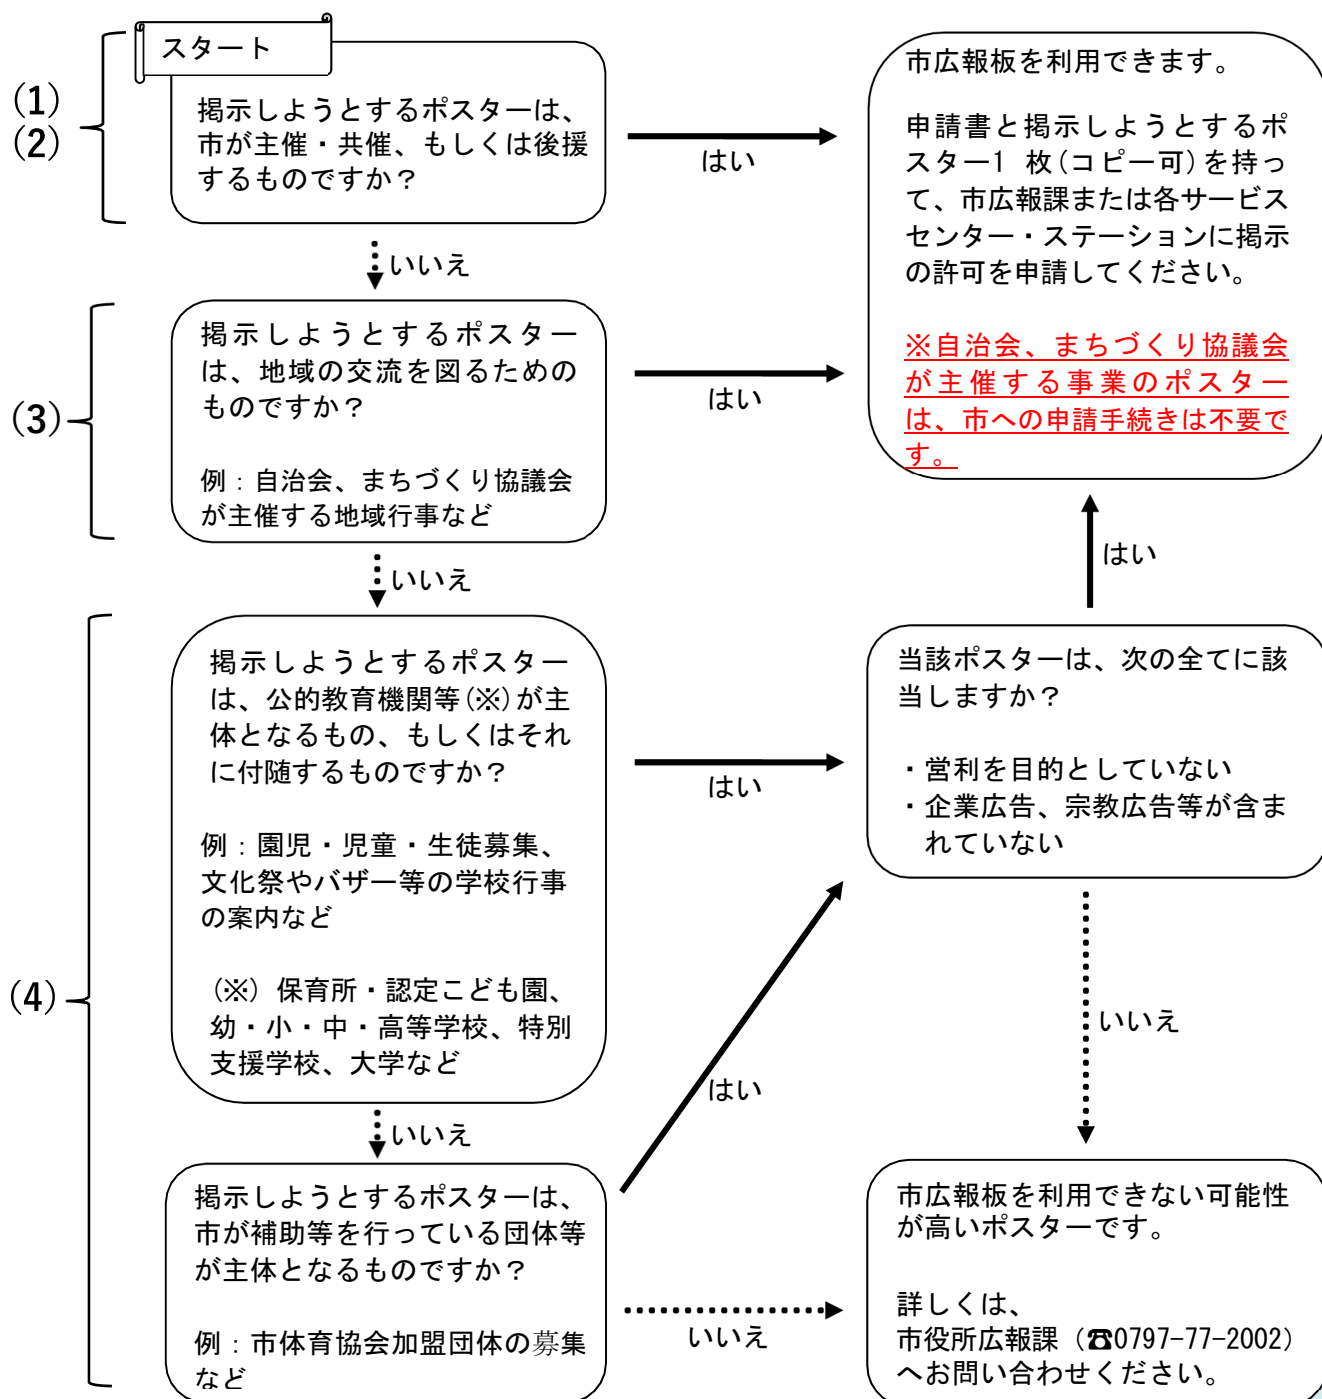 スタート
(1)
(2)
掲示しようとするポスターは、
市が主催・共催、もしくは後援
するものですか？
はい
いいえ
市広報板を利用できます。
申請書と掲示しようとするポ
スター1 枚(コピー可)を持っ
て、市広報課または各サービス
センター・ステーションに掲示
の許可を申請してください。
※自治会、まちづくり協議会
が主催する事業のポスター
は、市への申請手続きは不要で
す。
(3)
掲示しようとするポスター
は、地域の交流を図るための
ものですか？
例：自治会、まちづくり協議会
が主催する地域行事など
はい
いいえ
はい
(4)
掲示しようとするポスター
は、公的教育機関等(※)が主
体となるもの、もしくはそれ
に付随するものですか？
例：園児・児童・生徒募集、
文化祭やバザー等の学校行事
の案内など
(※) 保育所・認定こども園、
幼・小・中・高等学校、特別
支援学校、大学など
はい
いいえ
当該ポスターは、次の全てに該
当しますか？
・営利を目的としていない
・企業広告、宗教広告等が含ま
れていない
いいえ
掲示しようとするポスターは、
市が補助等を行っている団体等
が主体となるものですか？
例：市体育協会加盟団体の募集
など
はい
いいえ
市広報板を利用できない可能性
が高いポスターです。
詳しくは、
市役所広報課（☎0797-77-2002）
へお問い合わせください。